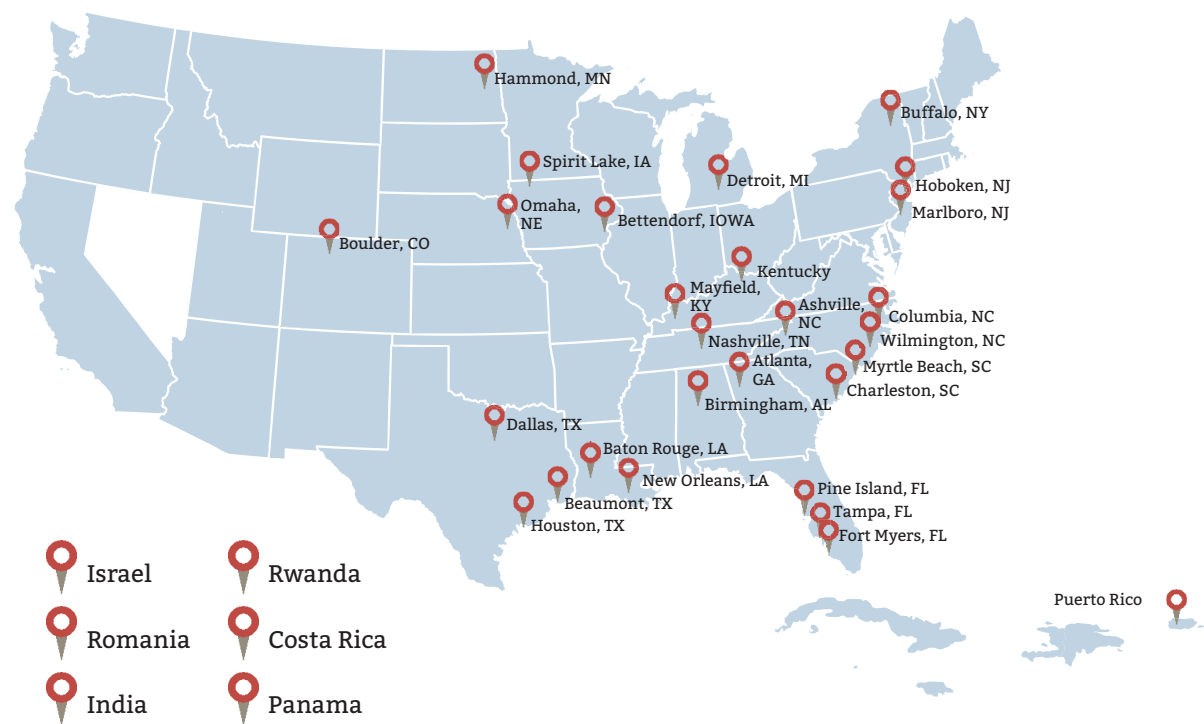 Hammond, MN
Buffalo, NY
Spirit Lake, IA
Detroit, MI
Hoboken, NJ
Marlboro, NJ
Omaha,
NE
Bettendorf, IOWA
Boulder, CO
Kentucky
Mayfield,
KY
Ashville,
NC
Columbia, NC
Nashville, TN
Wilmington, NC
Atlanta,
GA
Myrtle Beach, SC
Charleston, SC
Birmingham, AL
Dallas, TX
Baton Rouge, LA
New Orleans, LA
Beaumont, TX
Houston, TX
Pine Island, FL
Tampa, FL
Fort Myers, FL
Puerto Rico
Israel
Rwanda
Romania
Costa Rica
India
Panama